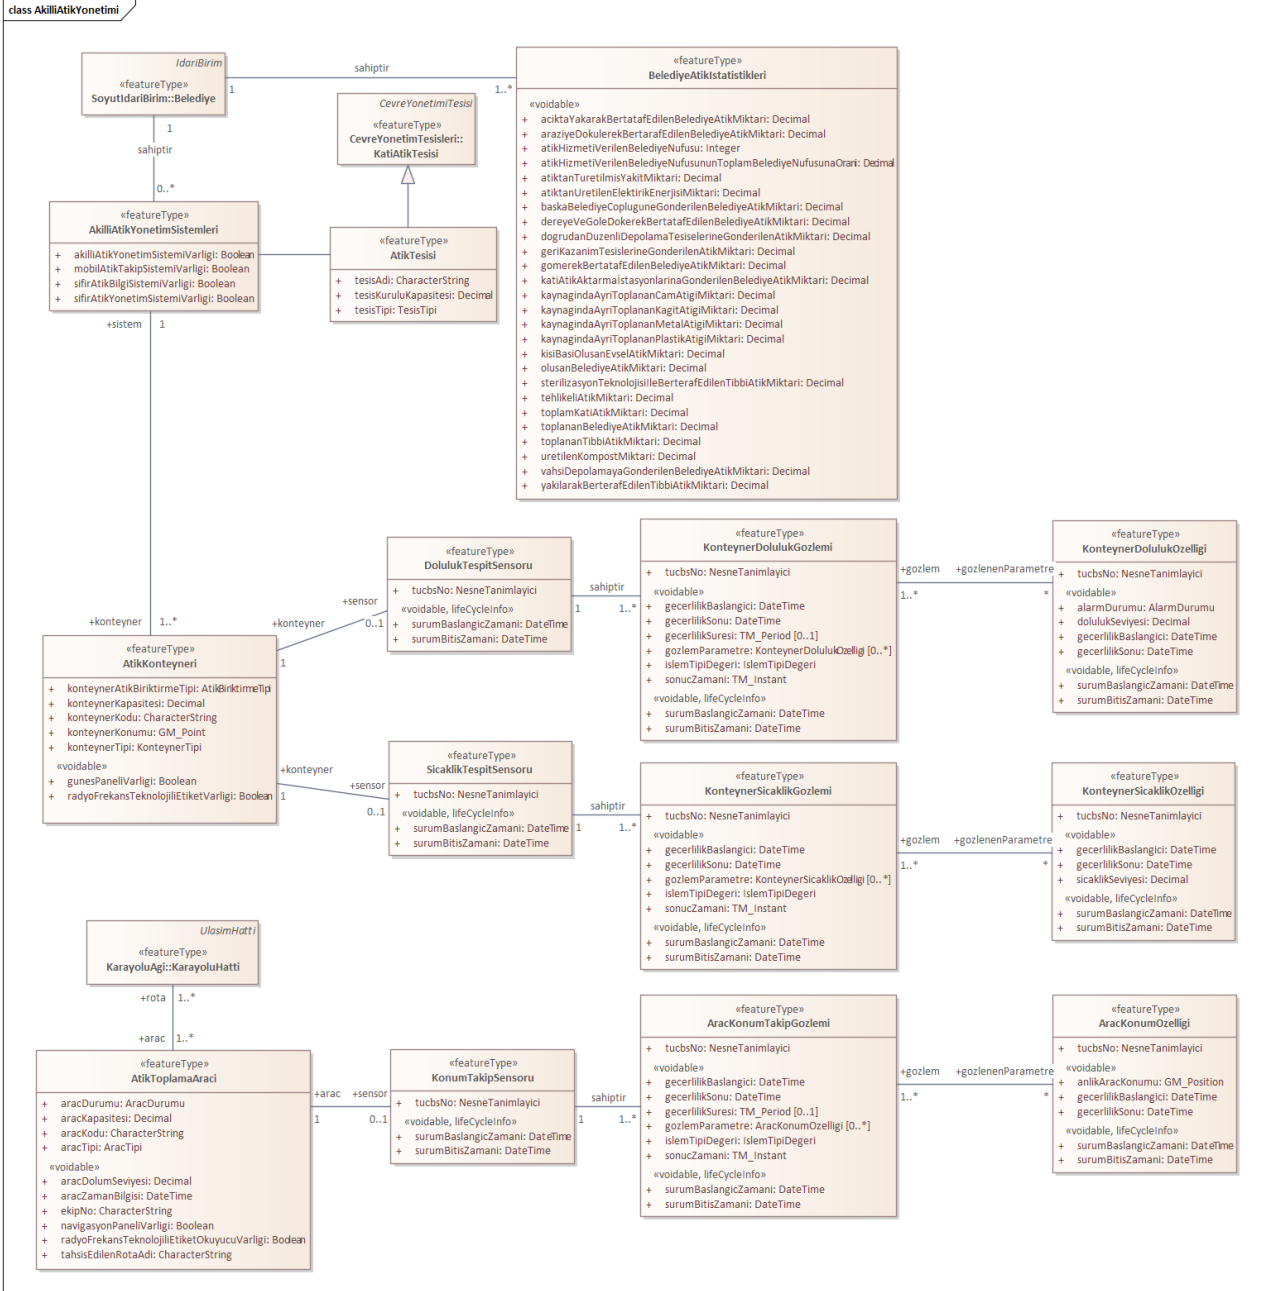 class AkilliAtikYonetimi
IdariBirim
«featureType»
SoyutIdariBirim::Belediye
1
sahiptir
1..*
1
sahiptir
0..*
«featureType»
BelediyeAtikIstatistikleri
«voidable»
+ aciktaYakarakBertatafEdilenBelediyeAtikMiktari: Decimal
+ araziyeDokulerekBertarafEdilenBelediyeAtikMiktari: Decimal
+ atikHizmetiVerilenBelediyeNufusu: Integer
+ atikHizmetiVerilenBelediyeNufusununToplamBelediyeNufusunaOrani: Decimal
+ atiktanTuretilmisYakitMiktari: Decimal
+ atiktanUretilenElektirikEnerjisiMiktari: Decimal
+ baskaBelediyeCopluguneGonderilenBelediyeAtikMiktari: Decimal
+ dereyeVeGoleDokerekBertatafEdilenBelediyeAtikMiktari: Decimal
+ dogrudanDuzenliDepolamaTesiselerineGonderilenAtikMiktari: Decimal
+ geriKazanimTesislerineGonderilenAtikMiktari: Decimal
+ gomerekBertatafEdilenBelediyeAtikMiktari: Decimal
+ katiAtikAktarmaİstasyonlarinaGonderilenBelediyeAtikMiktari: Decimal
+ kaynagindaAyriToplananCamAtigiMiktari: Decimal
+ kaynagindaAyriToplananKagitAtigiMiktari: Decimal
+ kaynagindaAyriToplananMetalAtigiMiktari: Decimal
+ kaynagindaAyriToplananPlastikAtigiMiktari: Decimal
+ kisiBasiOlusanEvselAtikMiktari: Decimal
+ olusanBelediyeAtikMiktari: Decimal
+ sterilizasyonTeknolojisiIleBerterafEdilenTibbiAtikMiktari: Decimal
+ tehlikeliAtikMiktari: Decimal
+ toplamKatiAtikMiktari: Decimal
+ toplananBelediyeAtikMiktari: Decimal
+ toplananTibbiAtikMiktari: Decimal
+ uretilenKompostMiktari: Decimal
+ vahsiDepolamayaGonderilenBelediyeAtikMiktari: Decimal
+ yakilarakBerterafEdilenTibbiAtikMiktari: Decimal
CevreYonetimiTesisi
«featureType»
CevreYonetimTesisleri::
KatiAtikTesisi
«featureType»
AkilliAtikYonetimSistemleri
+ akilliAtikYonetimSistemiVarligi: Boolean
+ mobilAtikTakipSistemiVarligi: Boolean
+ sifirAtikBilgiSistemiVarligi: Boolean
+ sifirAtikYonetimSistemiVarligi: Boolean
«featureType»
AtikTesisi
+ tesisAdi: CharacterString
+ tesisKuruluKapasitesi: Decimal
+ tesisTipi: TesisTipi
+sistem 1
+konteyner 1..*
«featureType»
AtikKonteyneri
+ konteynerAtikBiriktirmeTipi: AtikBiriktirmeTipi
+ konteynerKapasitesi: Decimal
+ konteynerKodu: CharacterString
+ konteynerKonumu: GM_Point
+ konteynerTipi: KonteynerTipi
«voidable»
+ gunesPaneliVarligi: Boolean
+ radyoFrekansTeknolojiliEtiketVarligi: Boolean
+konteyner
1
+sensor
0..1
«featureType»
DolulukTespitSensoru
+ tucbsNo: NesneTanimlayici
«voidable, lifeCycleInfo»
+ surumBaslangicZamani: DateTime
+ surumBitisZamani: DateTime
sahiptir
1 1..*
«featureType»
KonteynerDolulukGozlemi
+ tucbsNo: NesneTanimlayici
«voidable»
+ gecerlilikBaslangici: DateTime
+ gecerlilikSonu: DateTime
+ gecerlilikSuresi: TM_Period [0..1]
+ gozlemParametre: KonteynerDolulukOzelligi [0..*]
+ islemTipiDegeri: IslemTipiDegeri
+ sonucZamani: TM_Instant
«voidable, lifeCycleInfo»
+ surumBaslangicZamani: DateTime
+ surumBitisZamani: DateTime
+gozlem +gozlenenParametre
1..* *
«featureType»
KonteynerDolulukOzelligi
+ tucbsNo: NesneTanimlayici
«voidable»
+ alarmDurumu: AlarmDurumu
+ dolulukSeviyesi: Decimal
+ gecerlilikBaslangici: DateTime
+ gecerlilikSonu: DateTime
«voidable, lifeCycleInfo»
+ surumBaslangicZamani: DateTime
+ surumBitisZamani: DateTime
+konteyner
1
+sensor
0..1
«featureType»
SicaklikTespitSensoru
+ tucbsNo: NesneTanimlayici
«voidable, lifeCycleInfo»
+ surumBaslangicZamani: DateTime
+ surumBitisZamani: DateTime
sahiptir
1 1..*
«featureType»
KonteynerSicaklikGozlemi
+ tucbsNo: NesneTanimlayici
«voidable»
+ gecerlilikBaslangici: DateTime
+ gecerlilikSonu: DateTime
+ gozlemParametre: KonteynerSicaklikOzelligi [0..*]
+ islemTipiDegeri: IslemTipiDegeri
+ sonucZamani: TM_Instant
«voidable, lifeCycleInfo»
+ surumBaslangicZamani: DateTime
+ surumBitisZamani: DateTime
+gozlem +gozlenenParametre
1..* *
«featureType»
KonteynerSicaklikOzelligi
+ tucbsNo: NesneTanimlayici
«voidable»
+ gecerlilikBaslangici: DateTime
+ gecerlilikSonu: DateTime
+ sicaklikSeviyesi: Decimal
«voidable, lifeCycleInfo»
+ surumBaslangicZamani: DateTime
+ surumBitisZamani: DateTime
UlasimHatti
«featureType»
KarayoluAgi::KarayoluHatti
+rota 1..*
+arac 1..*
«featureType»
AtikToplamaAraci
+ aracDurumu: AracDurumu
+ aracKapasitesi: Decimal
+ aracKodu: CharacterString
+ aracTipi: AracTipi
«voidable»
+ aracDolumSeviyesi: Decimal
+ aracZamanBilgisi: DateTime
+ ekipNo: CharacterString
+ navigasyonPaneliVarligi: Boolean
+ radyoFrekansTeknolojiliEtiketOkuyucuVarligi: Boolean
+ tahsisEdilenRotaAdi: CharacterString
+arac +sensor
1 0..1
«featureType»
KonumTakipSensoru
+ tucbsNo: NesneTanimlayici
«voidable, lifeCycleInfo»
+ surumBaslangicZamani: DateTime
+ surumBitisZamani: DateTime
sahiptir
1 1..*
«featureType»
AracKonumTakipGozlemi
+ tucbsNo: NesneTanimlayici
«voidable»
+ gecerlilikBaslangici: DateTime
+ gecerlilikSonu: DateTime
+ gecerlilikSuresi: TM_Period [0..1]
+ gozlemParametre: AracKonumOzelligi [0..*]
+ islemTipiDegeri: IslemTipiDegeri
+ sonucZamani: TM_Instant
«voidable, lifeCycleInfo»
+ surumBaslangicZamani: DateTime
+ surumBitisZamani: DateTime
+gozlem +gozlenenParametre
1..* *
«featureType»
AracKonumOzelligi
+ tucbsNo: NesneTanimlayici
«voidable»
+ anlikAracKonumu: GM_Position
+ gecerlilikBaslangici: DateTime
+ gecerlilikSonu: DateTime
«voidable, lifeCycleInfo»
+ surumBaslangicZamani: DateTime
+ surumBitisZamani: DateTime